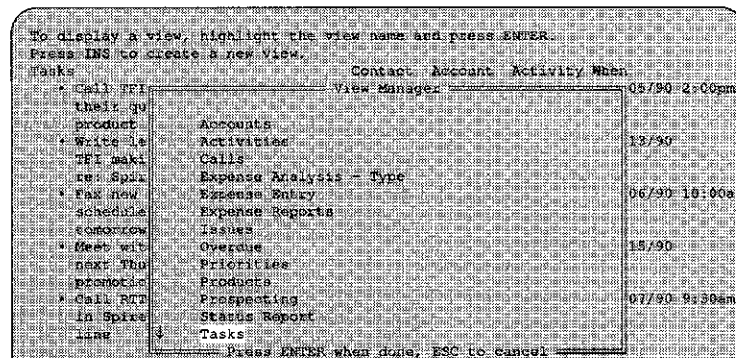 To display a view, highlight the view name and press ENTER.
Press INS to create a new view.
Tasks Contact Account Activity When
• Call TFI View Manager 05/90 2:00pm
their qu
product Accounts
• Write le Activities 13/90
TFI maki Calls
re: Spir Expense Analysis - Type
• Fax new Expense Entry 06/90 10:00a
schedule Expense Reports
tomorrow Issues
• Meet wit Overdue 15/90
next Thu Priorities
promotio Products
• Call RTT Prospecting 07/90 9:30am
in Spire Status Report
line ↓ Tasks
Press ENTER when done, ESC to cancel